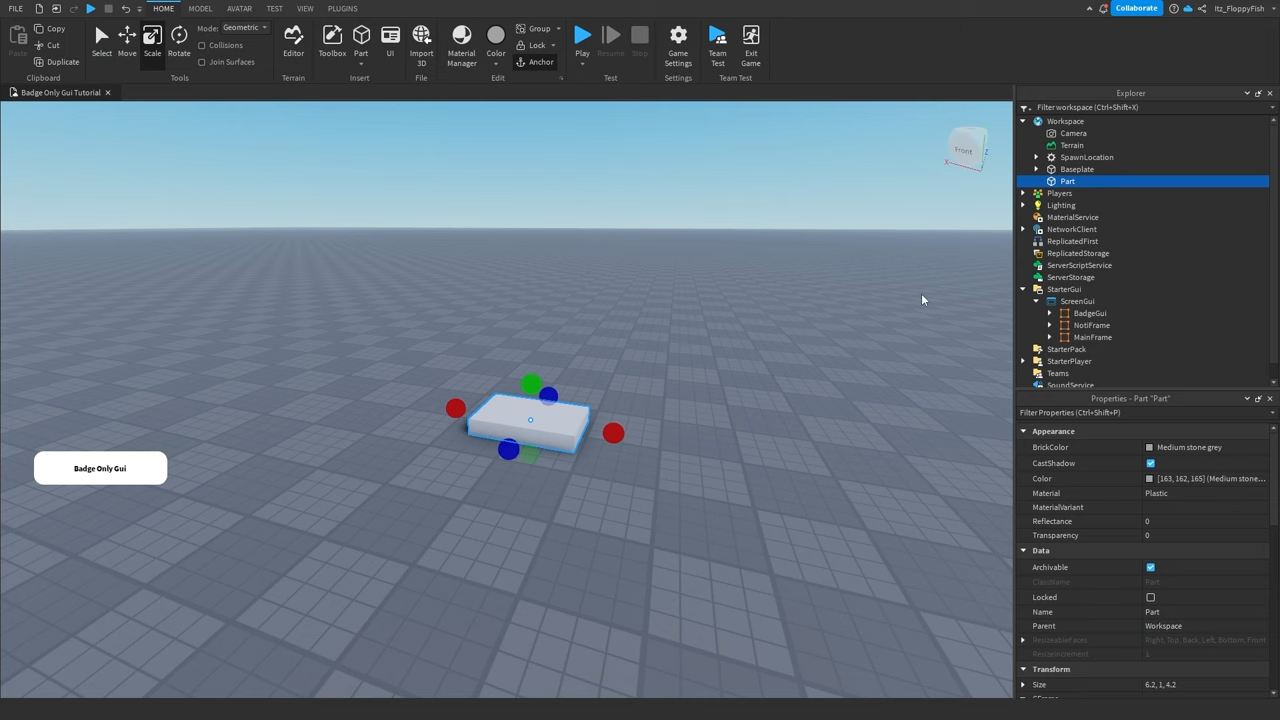 FILE HOME MODEL AVATAR TEST VIEW PLUGINS Collaborate Itz_FloppyFish
Paste Copy Cut Duplicate Clipboard
Select Move Scale Rotate Mode: Geometric Collisions Join Surfaces Tools
Editor Terrain
Toolbox Part UI Insert
Import 3D File
Material Manager Color Group Lock Anchor Edit
Play Resume Stop Test
Game Settings Settings
Team Test Exit Game Team Test
Badge Only Gui Tutorial
Front
X
Z
Badge Only Gui
Explorer
Filter workspace (Ctrl+Shift+X)
Workspace
Camera
Terrain
SpawnLocation
Baseplate
Part
Players
Lighting
MaterialService
NetworkClient
ReplicatedFirst
ReplicatedStorage
ServerScriptService
ServerStorage
StarterGui
ScreenGui
BadgeGui
NotiFrame
MainFrame
StarterPack
StarterPlayer
Teams
SoundService
Properties - Part "Part"
Filter Properties (Ctrl+Shift+P)
Appearance
BrickColor Medium stone grey
CastShadow
Color [163, 162, 165] (Medium stone...
Material Plastic
MaterialVariant
Reflectance 0
Transparency 0
Data
Archivable
ClassName Part
Locked
Name Part
Parent Workspace
ResizeableFaces Right, Top, Back, Left, Bottom, Front
ResizeIncrement 1
Transform
Size 6.2, 1, 4.2